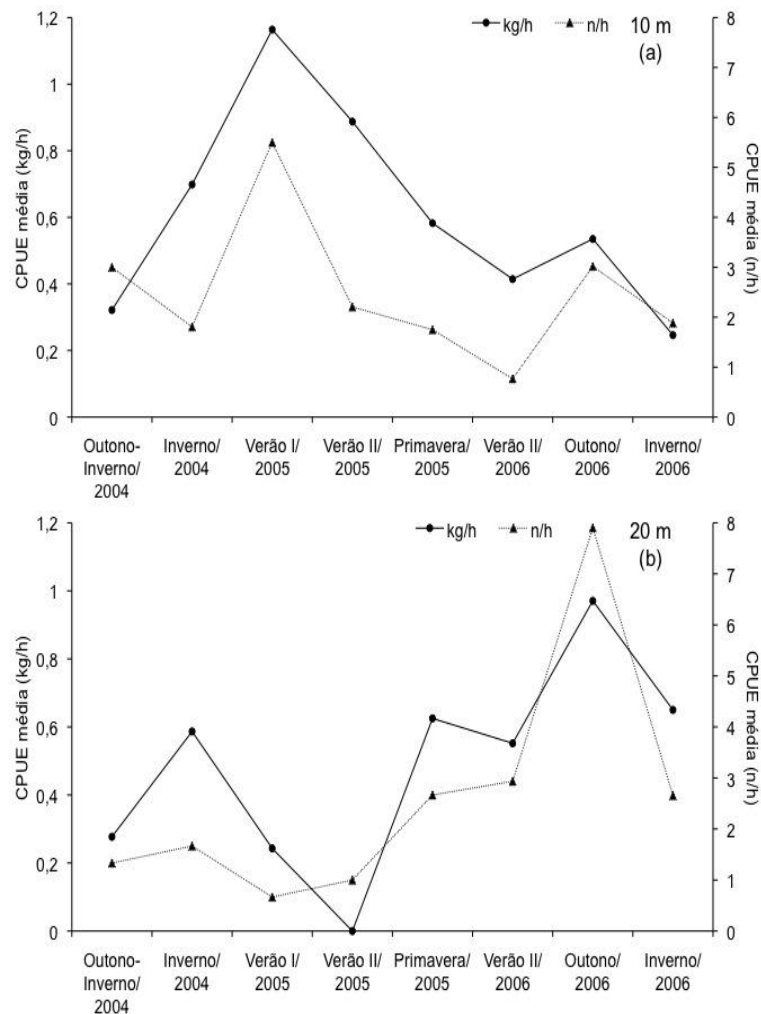 kg/h n/h 10 m
(a)
CPUE média (kg/h)
1,2
1
0,8
0,6
0,4
0,2
0
8
7
6
5
4
3
2
1
0
CPUE média (n/h)
Outono-
Inverno/
2004
Inverno/
2004
Verão I/
2005
Verão II/
2005
Primavera/
2005
Verão II/
2006
Outono/
2006
Inverno/
2006
kg/h n/h 20 m
(b)
CPUE média (kg/h)
1,2
1
0,8
0,6
0,4
0,2
0
8
7
6
5
4
3
2
1
0
CPUE média (n/h)
Outono-
Inverno/
2004
Inverno/
2004
Verão I/
2005
Verão II/
2005
Primavera/
2005
Verão II/
2006
Outono/
2006
Inverno/
2006